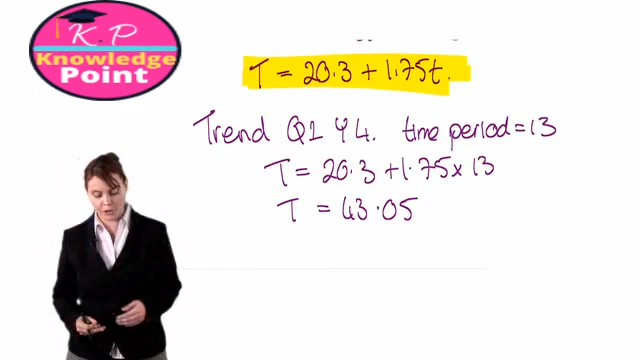 K.P
Knowledge
Point
T = 20.3 + 1.75t.
Trend Q1 Y4. time period = 13
T = 20.3 + 1.75 x 13
T = 43.05